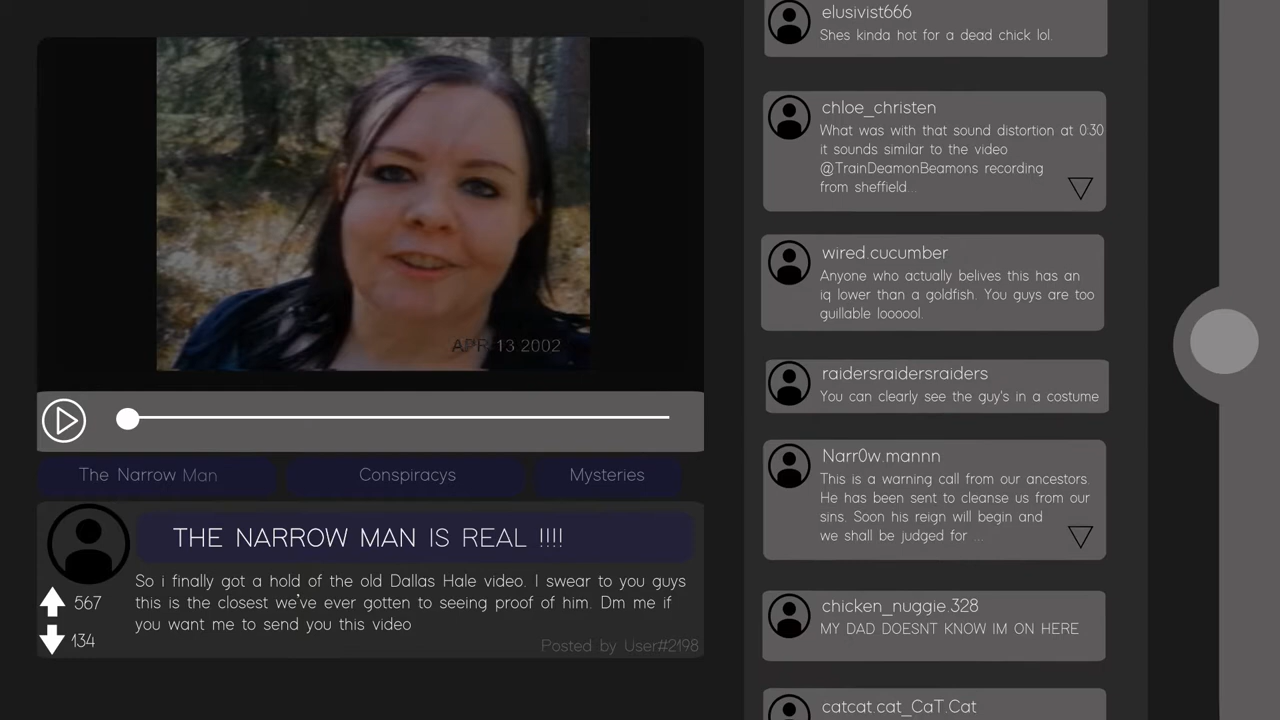 APR 13 2002
The Narrow Man
Conspiracys
Mysteries
THE NARROW MAN IS REAL !!!!
So i finally got a hold of the old Dallas Hale video. I swear to you guys
this is the closest we've ever gotten to seeing proof of him. Dm me if
you want me to send you this video
567
134
Posted by User#2198
elusivist666
Shes kinda hot for a dead chick lol.
chloe_christen
What was with that sound distortion at 0:30
it sounds similar to the video
@TrainDeamonBeamons recording
from sheffield...
wired.cucumber
Anyone who actually belives this has an
iq lower than a goldfish. You guys are too
guillable loooool.
raidersraidersraiders
You can clearly see the guy's in a costume
Narr0w.mannn
This is a warning call from our ancestors.
He has been sent to cleanse us from our
sins. Soon his reign will begin and
we shall be judged for ...
chicken_nuggie.328
MY DAD DOESNT KNOW IM ON HERE
catcat.cat_CaT.Cat